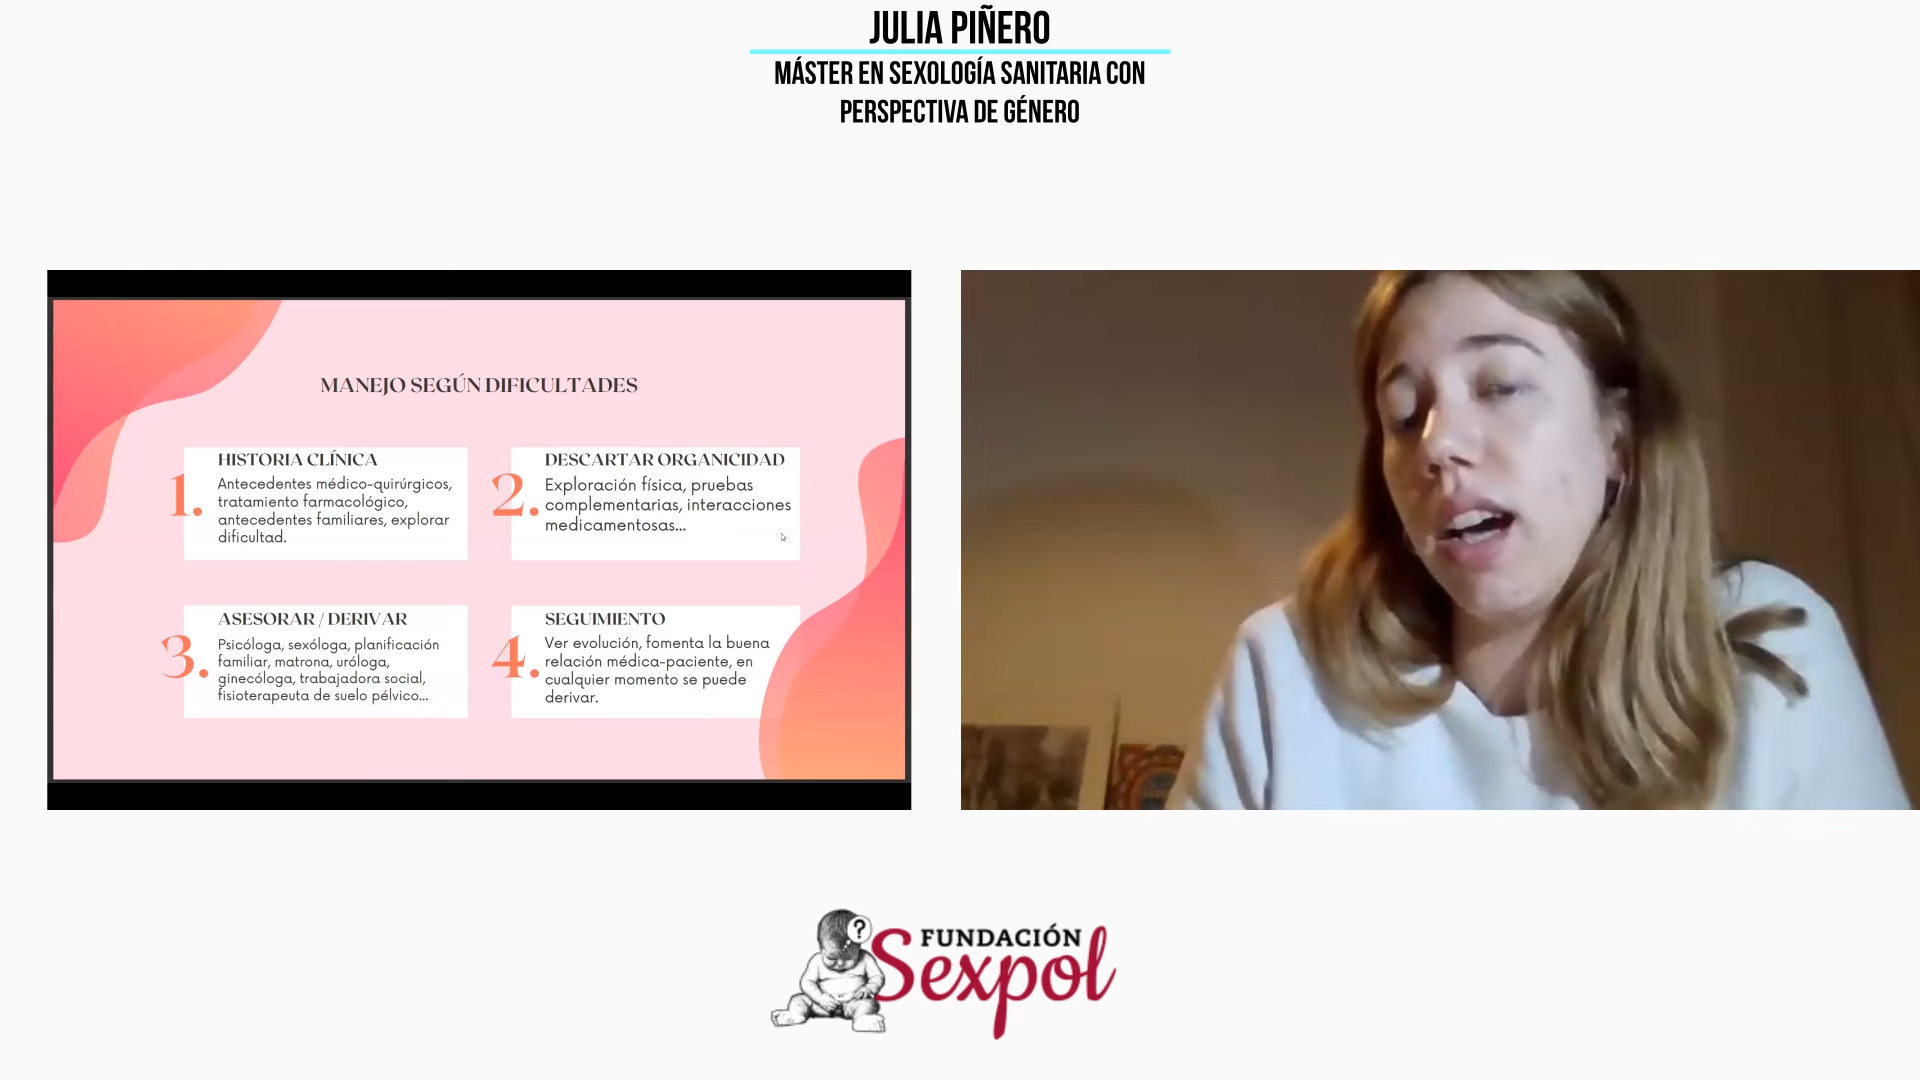 JULIA PIÑERO
MÁSTER EN SEXOLOGÍA SANITARIA CON
PERSPECTIVA DE GÉNERO
MANEJO SEGÚN DIFICULTADES
1.
HISTORIA CLÍNICA
Antecedentes médico-quirúrgicos,
tratamiento farmacológico,
antecedentes familiares, explorar
dificultad.
2.
DESCARTAR ORGANICIDAD
Exploración física, pruebas
complementarias, interacciones
medicamentosas...
3.
ASESORAR / DERIVAR
Psicóloga, sexóloga, planificación
familiar, matrona, uróloga,
ginecóloga, trabajadora social,
fisioterapeuta de suelo pélvico...
4.
SEGUIMIENTO
Ver evolución, fomenta la buena
relación médica-paciente, en
cualquier momento se puede
derivar.
?
FUNDACIÓN
Sexpol